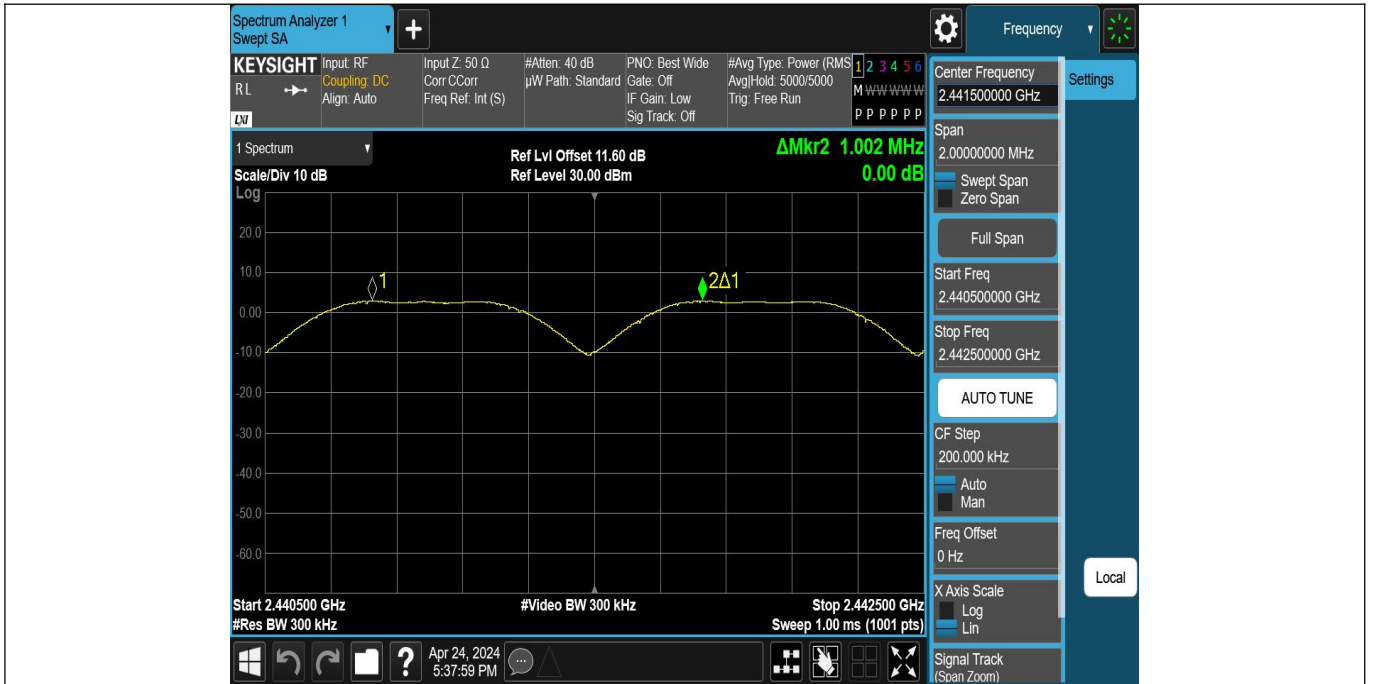 Spectrum Analyzer 1
Swept SA
+
Frequency
KEYSIGHT
RL
LXI
Input: RF
Coupling: DC
Align: Auto
Input Z: 50 Ω
Corr CCorr
Freq Ref: Int (S)
#Atten: 40 dB
µW Path: Standard
PNO: Best Wide
Gate: Off
IF Gain: Low
Sig Track: Off
#Avg Type: Power (RMS
Avg|Hold: 5000/5000
Trig: Free Run
1 2 3 4 5 6
M W W W W W
P P P P P P
1 Spectrum
Scale/Div 10 dB
Ref Lvl Offset 11.60 dB
Ref Level 30.00 dBm
ΔMkr2 1.002 MHz
0.00 dB
Log
20.0
10.0
0.00
-10.0
-20.0
-30.0
-40.0
-50.0
-60.0
1
2Δ1
Start 2.440500 GHz
#Res BW 300 kHz
#Video BW 300 kHz
Stop 2.442500 GHz
Sweep 1.00 ms (1001 pts)
?
Apr 24, 2024
5:37:59 PM
Center Frequency
2.441500000 GHz
Settings
Span
2.00000000 MHz
Swept Span
Zero Span
Full Span
Start Freq
2.440500000 GHz
Stop Freq
2.442500000 GHz
AUTO TUNE
CF Step
200.000 kHz
Auto
Man
Freq Offset
0 Hz
X Axis Scale
Log
Lin
Signal Track
(Span Zoom)
Local